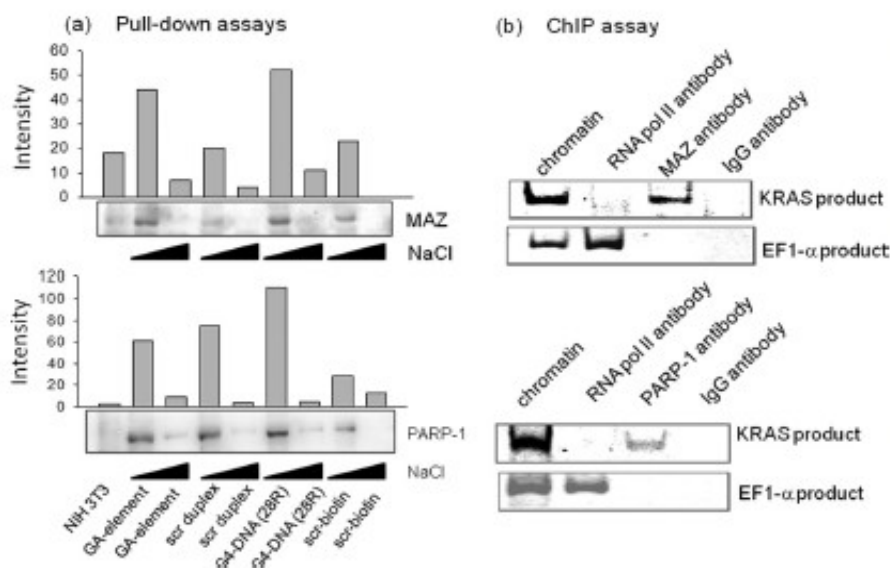 (a) Pull-down assays
60
50
40
30
20
10
0
Intensity
MAZ
NaCl
120
100
80
60
40
20
0
Intensity
PARP-1
NaCl
NIH 3T3
GA-element
GA-element
scr duplex
scr duplex
G4-DNA (28R)
G4-DNA (28R)
scr-biotin
scr-biotin
(b) ChIP assay
chromatin
RNA pol II antibody
MAZ antibody
IgG antibody
KRAS product
EF1-α product
chromatin
RNA pol II antibody
PARP-1 antibody
IgG antibody
KRAS product
EF1-α product